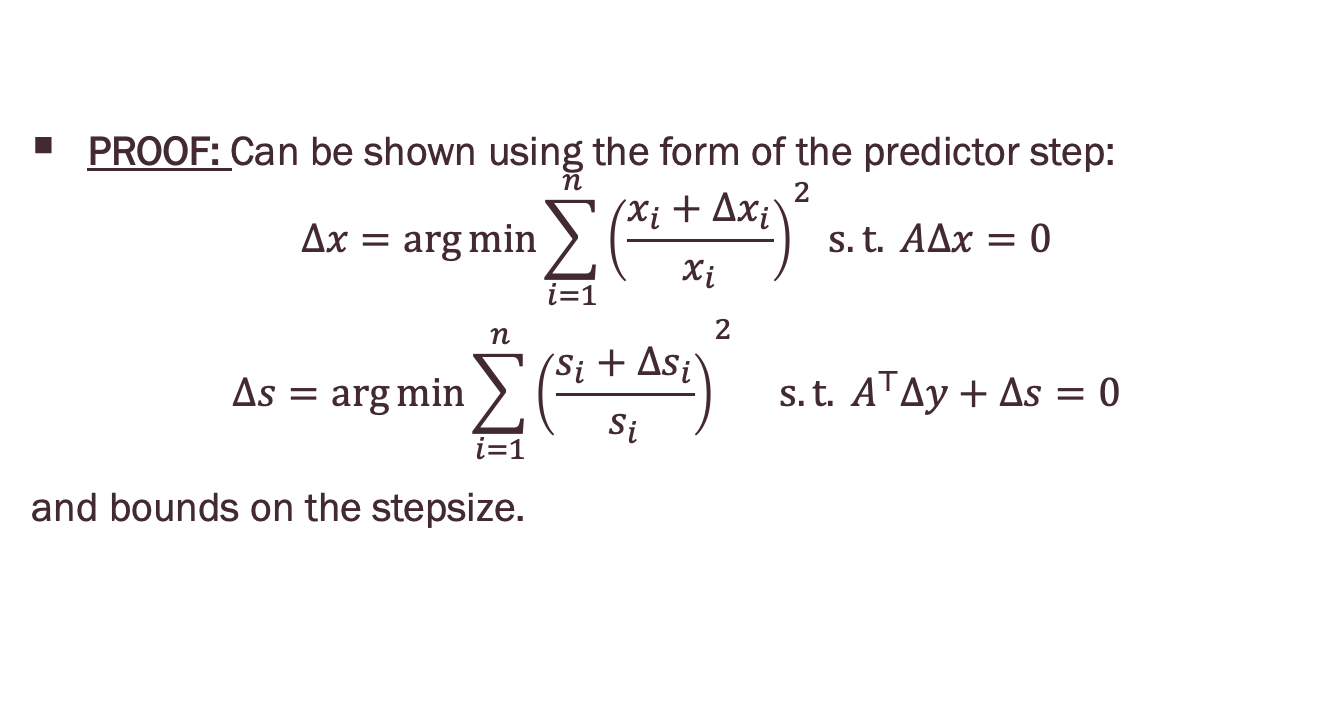 ▪ PROOF: Can be shown using the form of the predictor step:
Δx = arg min ∑_{i=1}^{n} ((x_i + Δx_i)/x_i)^2 s.t. AΔx = 0
Δs = arg min ∑_{i=1}^{n} ((s_i + Δs_i)/s_i)^2 s.t. A^⊤Δy + Δs = 0
and bounds on the stepsize.